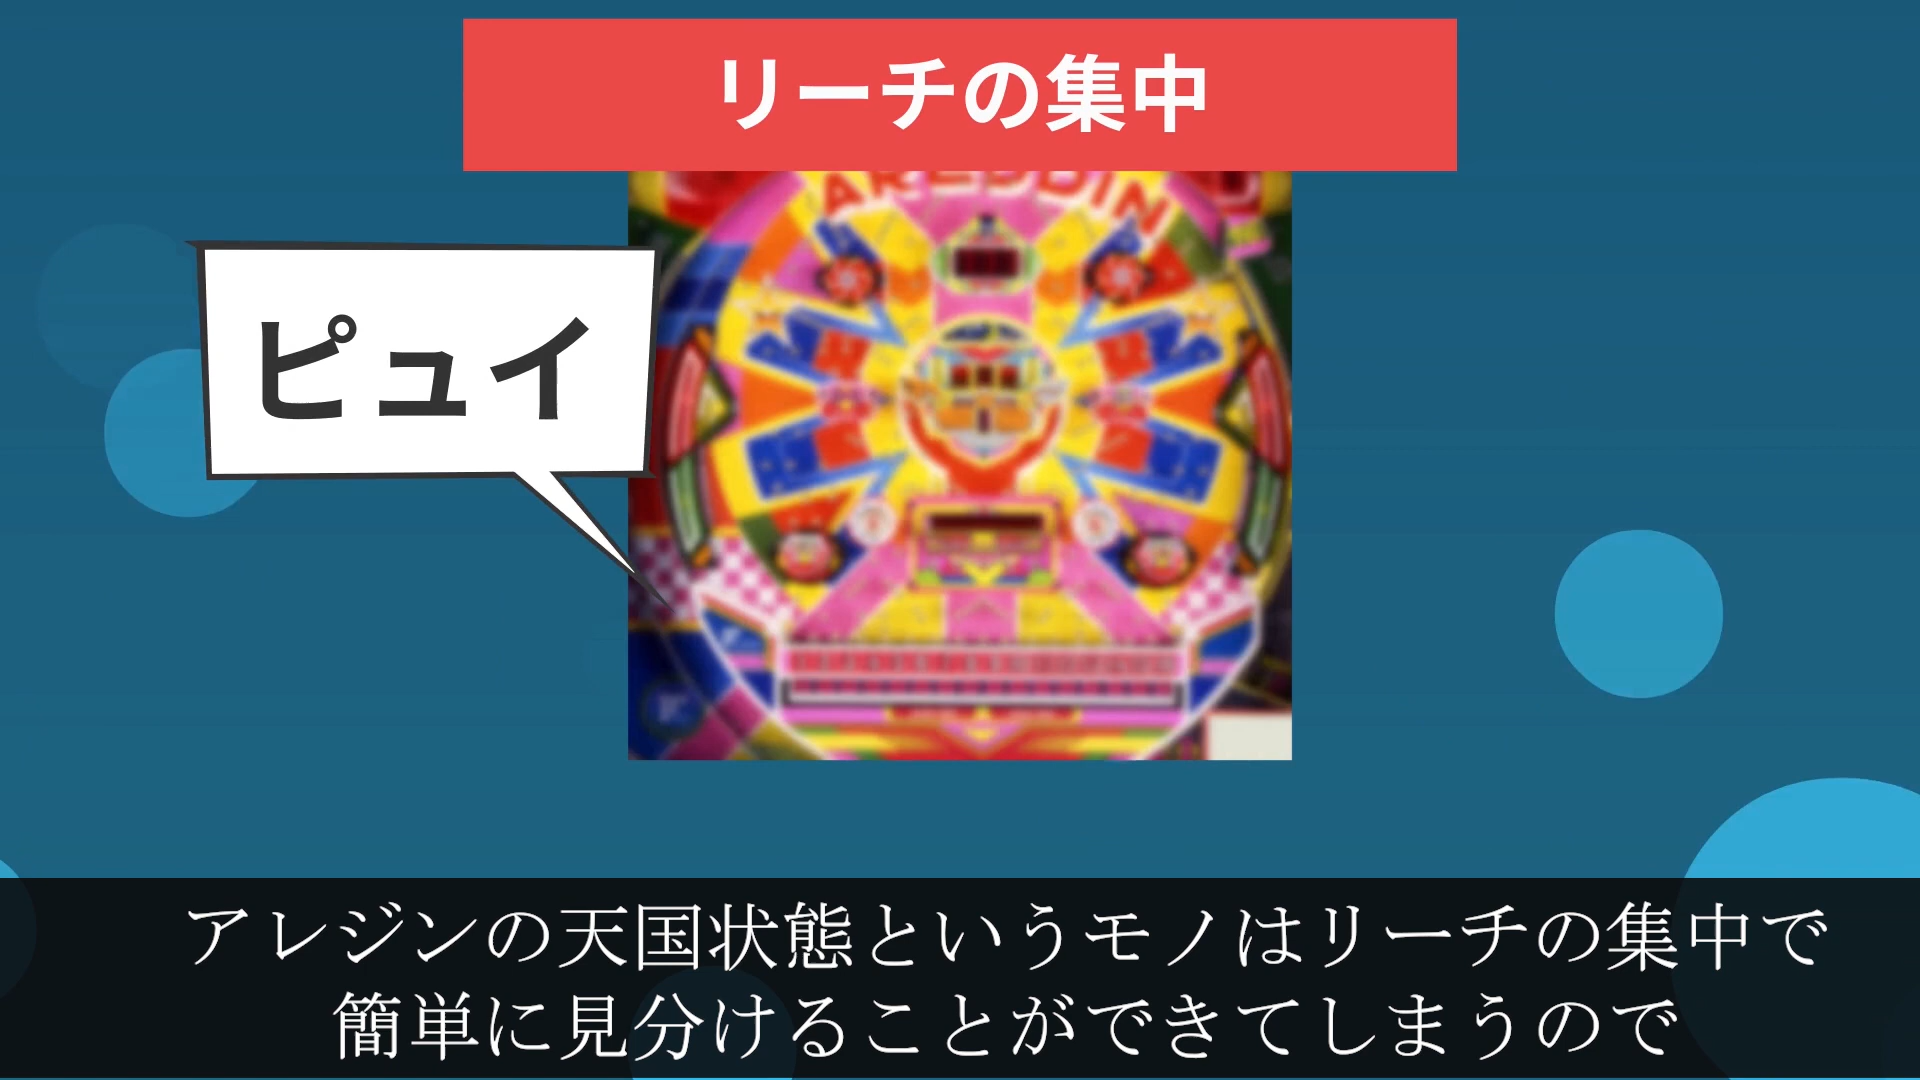 リーチの集中
ARESDDIN
ピュイ
アレジンの天国状態というモノはリーチの集中で
簡単に見分けることができてしまうので